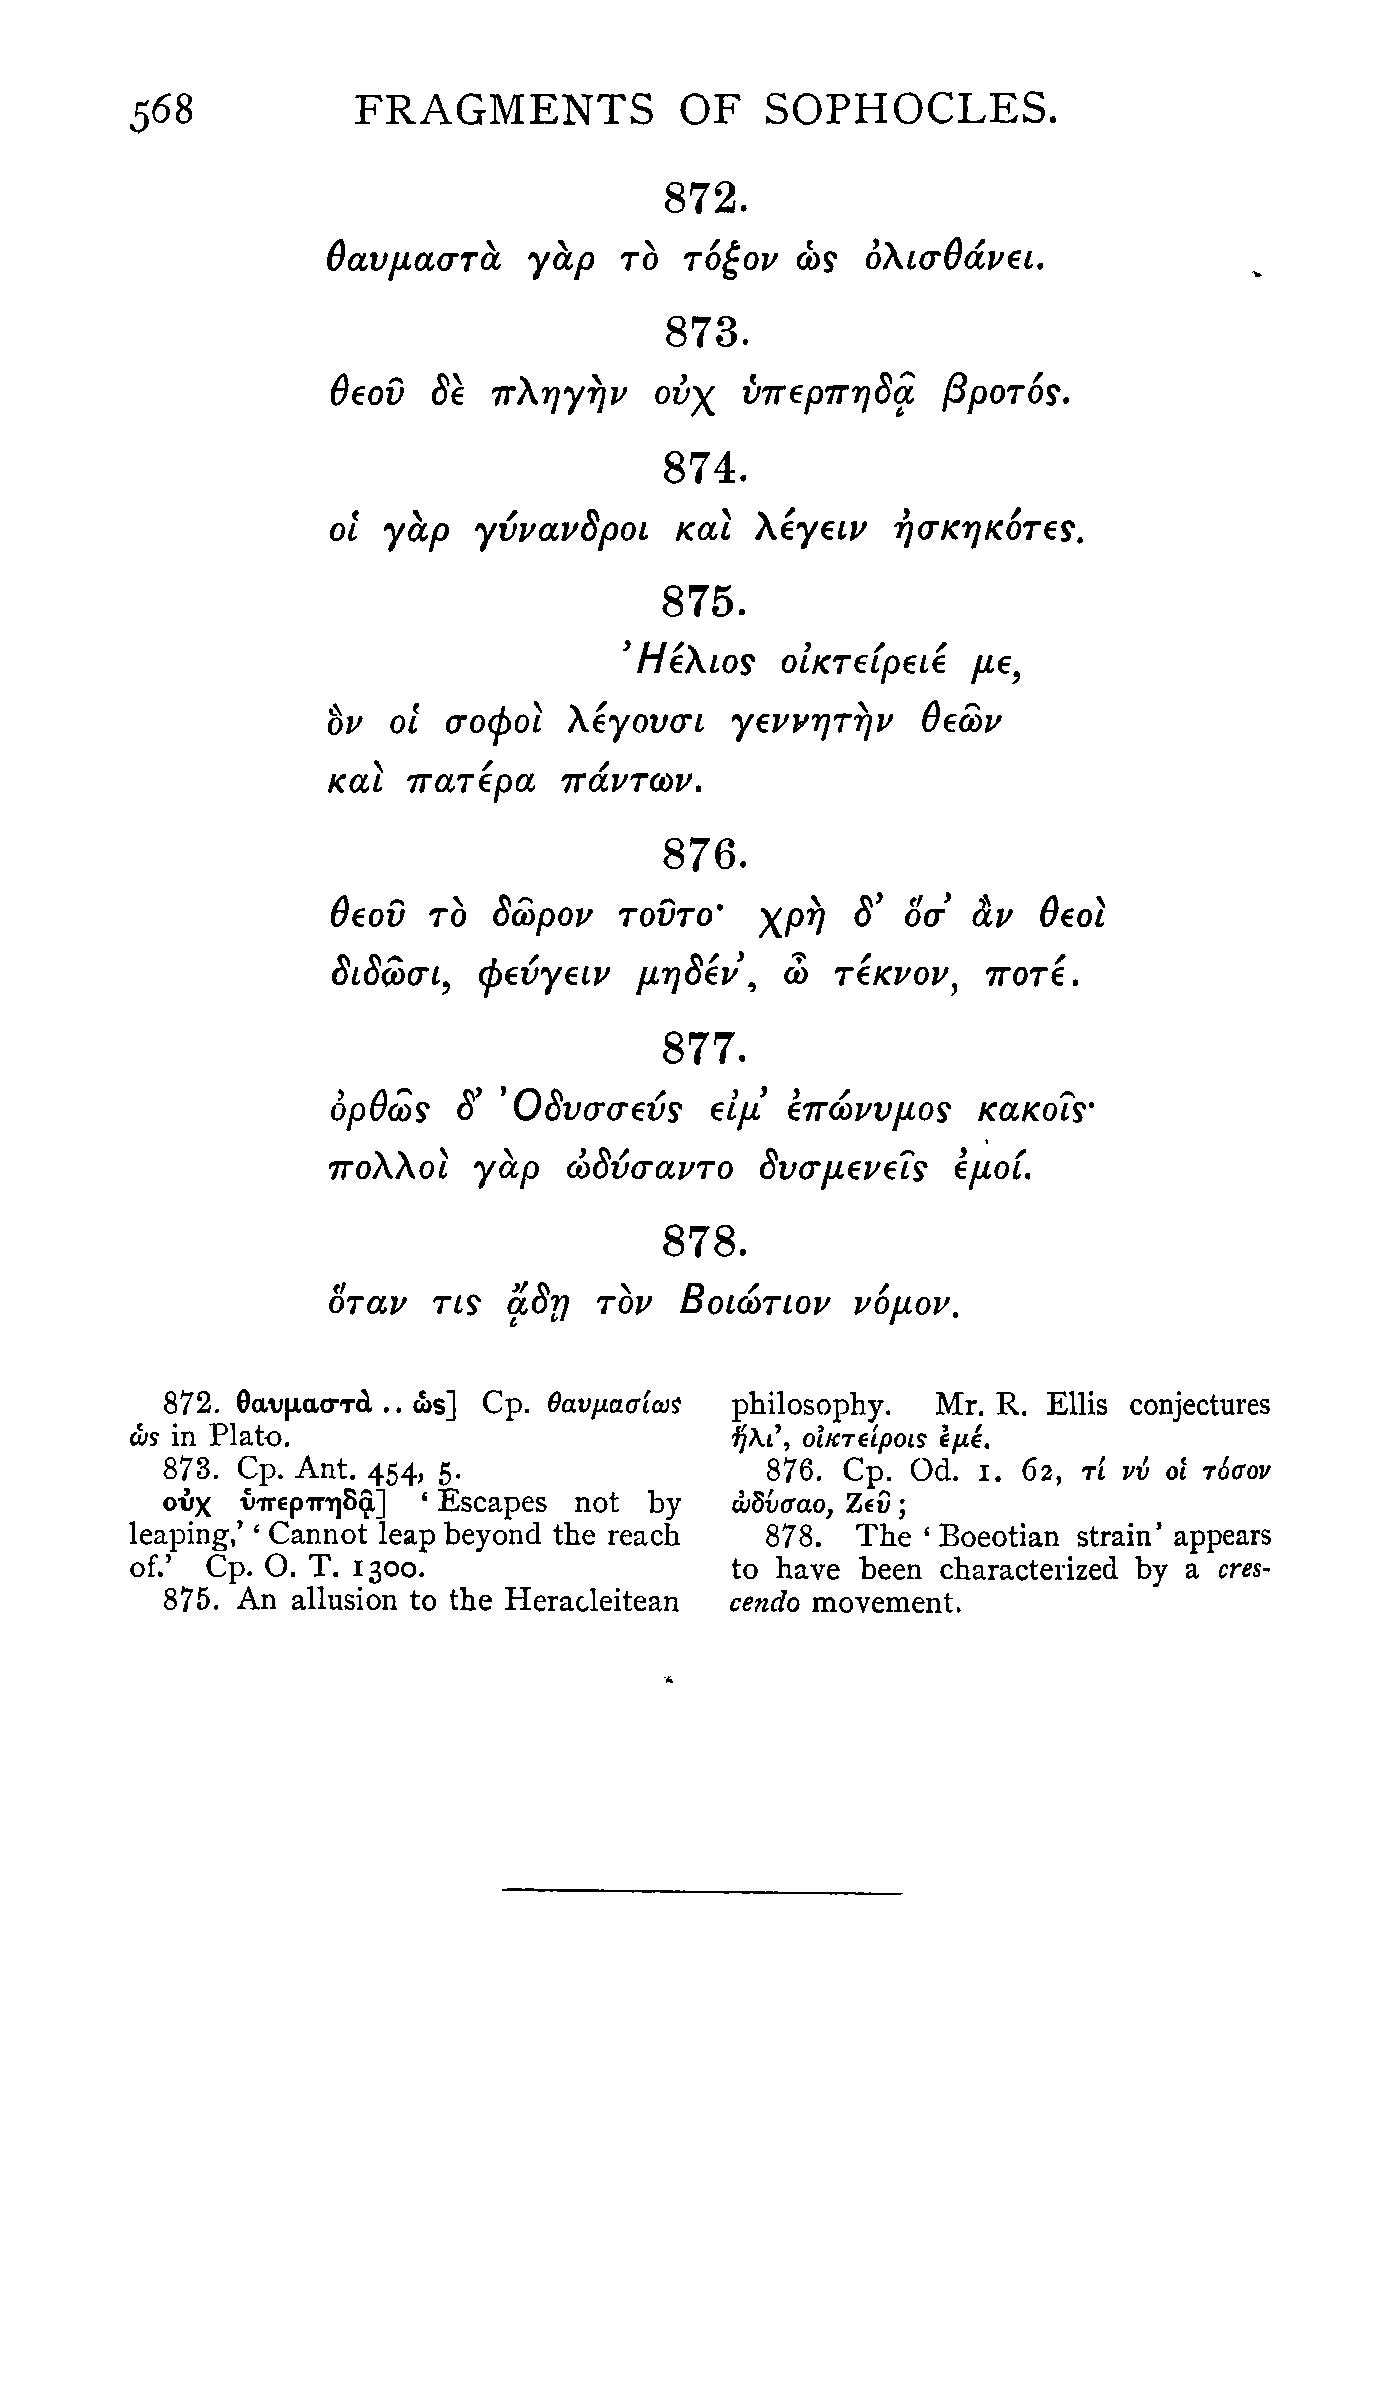 568 FRAGMENTS OF SOPHOCLES.
872.
θαυμαστὰ γὰρ τὸ τόξον ὡς ὀλισθάνει.
873.
θεοῦ δὲ πληγὴν οὐχ ὑπερπηδᾷ βροτός.
874.
οἱ γὰρ γύνανδροι καὶ λέγειν ἠσκηκότες.
875.
Ἠέλιος οἰκτείρειέ με,
ὃν οἱ σοφοὶ λέγουσι γεννητὴν θεῶν
καὶ πατέρα πάντων.
876.
θεοῦ τὸ δῶρον τοῦτο· χρὴ δ’ ὅσ’ ἂν θεοὶ
διδῶσι, φεύγειν μηδέν’, ὦ τέκνον, ποτέ.
877.
ὀρθῶς δ’ Ὀδυσσεύς εἰμ’ ἐπώνυμος κακοῖς·
πολλοὶ γὰρ ὠδύσαντο δυσμενεῖς ἐμοί.
878.
ὅταν τις ᾄδῃ τὸν Βοιώτιον νόμον.
872. θαυμαστὰ .. ὡς] Cp. θαυμασίως
ὡς in Plato.
873. Cp. Ant. 454, 5.
οὐχ ὑπερπηδᾷ] ‘Escapes not by
leaping,’ ‘Cannot leap beyond the reach
of.’ Cp. O. T. 1300.
875. An allusion to the Heracleitean
philosophy. Mr. R. Ellis conjectures
ἥλι’, οἰκτείροις ἐμέ.
876. Cp. Od. 1. 62, τί νύ οἱ τόσον
ὠδύσαο, Ζεῦ;
878. The ‘Boeotian strain’ appears
to have been characterized by a cres-
cendo movement.